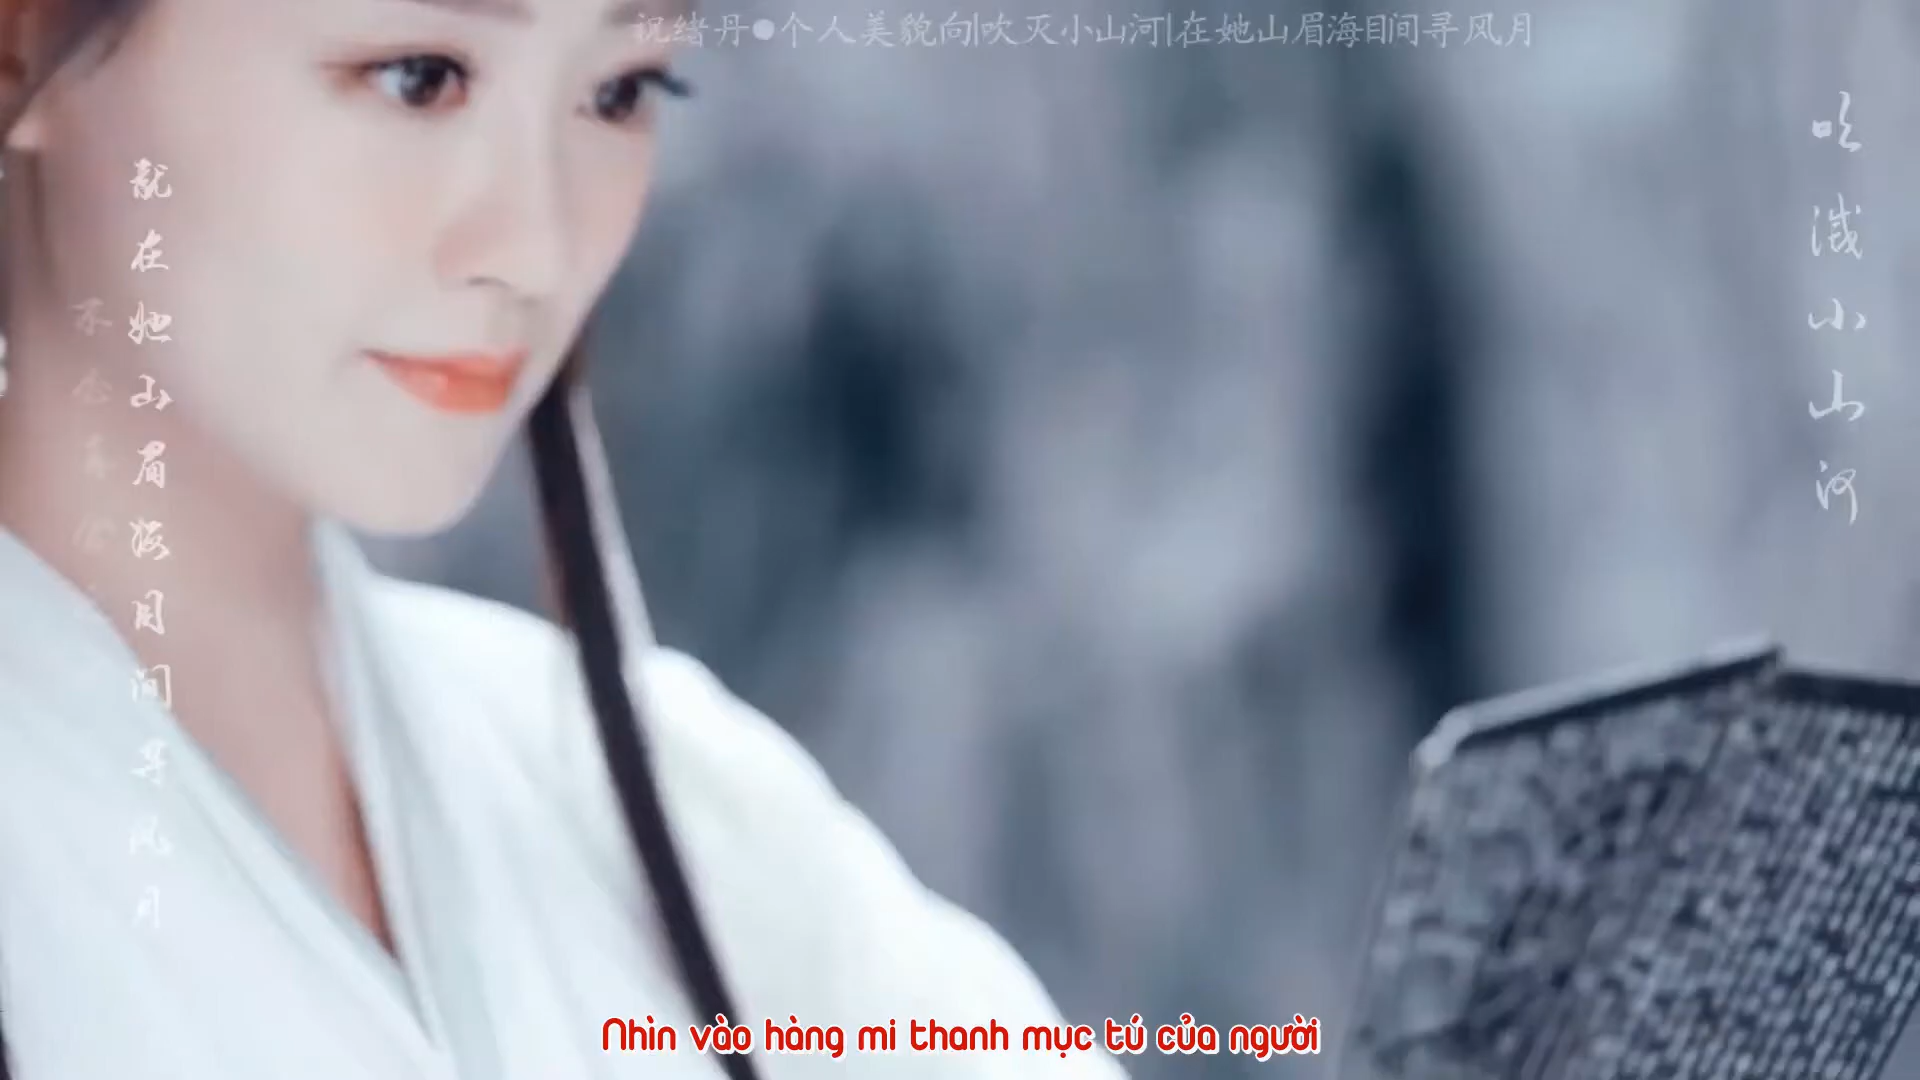 祝绪丹●个人美貌向|吹灭小山河|在她山眉海目间寻风月
吹
滅
小
山
河
就在她山眉海目间寻风月
Nhìn vào hàng mi thanh mục tú của người